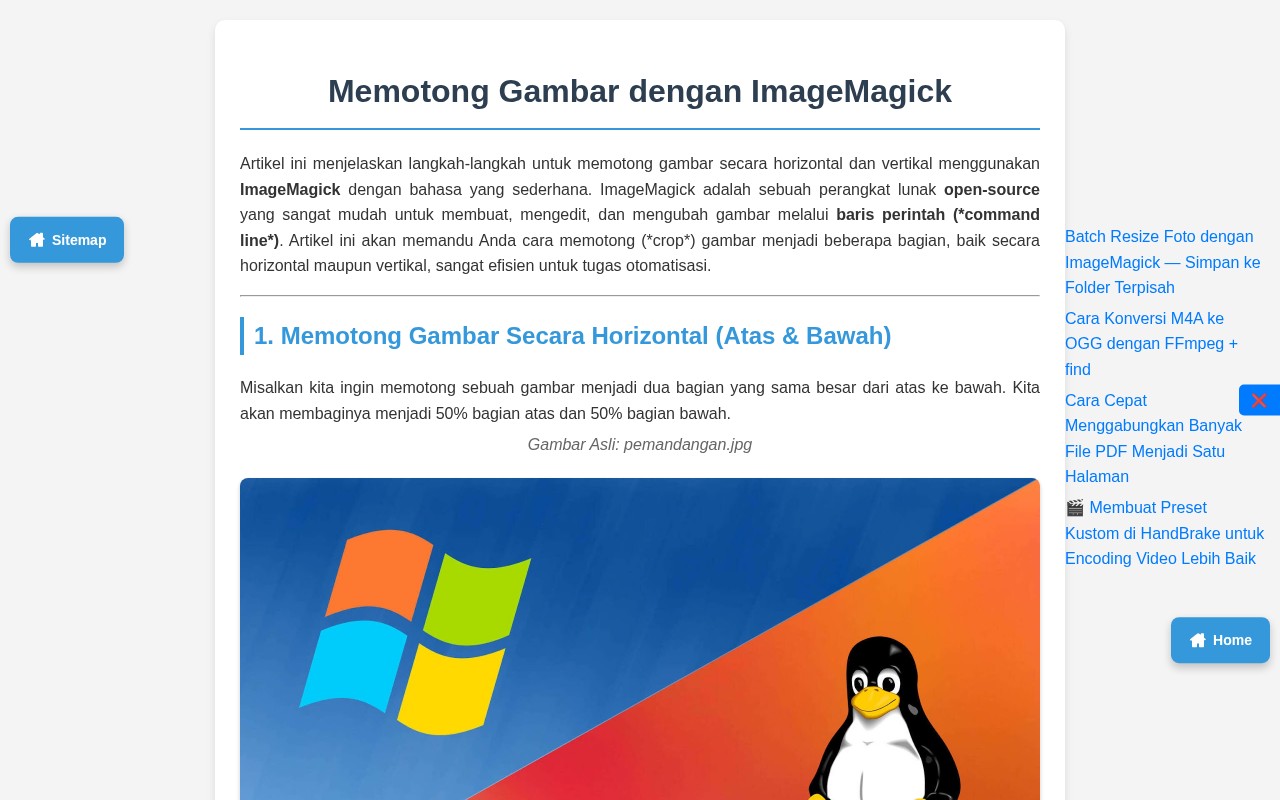 Memotong Gambar dengan ImageMagick
Artikel ini menjelaskan langkah-langkah untuk memotong gambar secara horizontal dan vertikal menggunakan
ImageMagick dengan bahasa yang sederhana. ImageMagick adalah sebuah perangkat lunak open-source
yang sangat mudah untuk membuat, mengedit, dan mengubah gambar melalui baris perintah (*command
line*). Artikel ini akan memandu Anda cara memotong (*crop*) gambar menjadi beberapa bagian, baik secara
horizontal maupun vertikal, sangat efisien untuk tugas otomatisasi.
1. Memotong Gambar Secara Horizontal (Atas & Bawah)
Misalkan kita ingin memotong sebuah gambar menjadi dua bagian yang sama besar dari atas ke bawah. Kita
akan membaginya menjadi 50% bagian atas dan 50% bagian bawah.
Gambar Asli: pemandangan.jpg
Sitemap
Batch Resize Foto dengan
ImageMagick — Simpan ke
Folder Terpisah
Cara Konversi M4A ke
OGG dengan FFmpeg +
find
Cara Cepat
Menggabungkan Banyak
File PDF Menjadi Satu
Halaman
🎬 Membuat Preset
Kustom di HandBrake untuk
Encoding Video Lebih Baik
Home